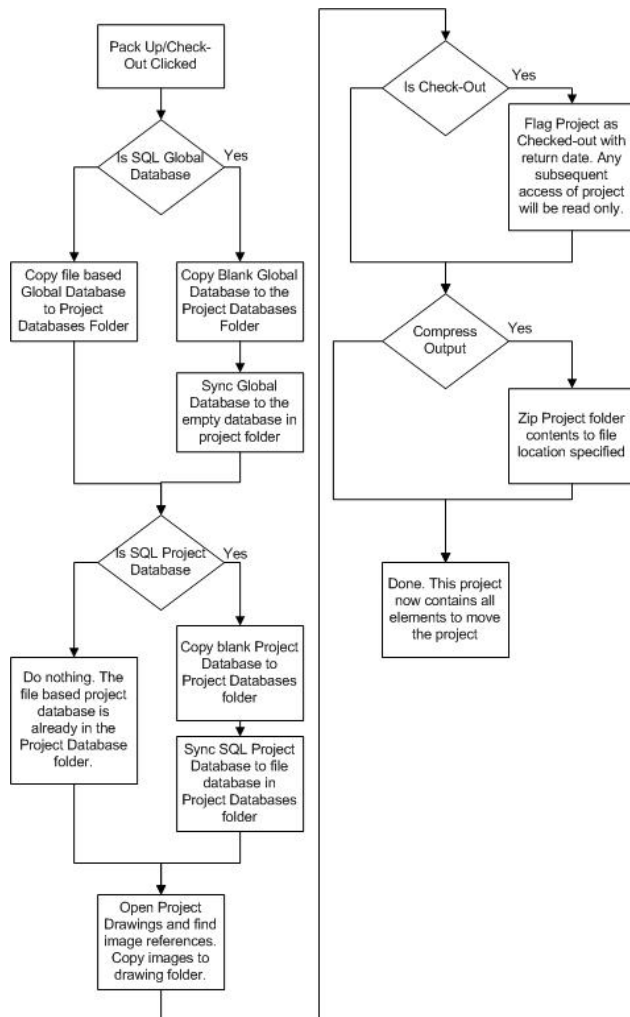 Pack Up/Check-
Out Clicked
Is SQL Global
Database
Yes
Copy file based
Global Database
to Project
Databases Folder
Copy Blank Global
Database to the
Project Databases
Folder
Sync Global
Database to the
empty database in
project folder
Is SQL Project
Database
Yes
Do nothing. The
file based project
database is
already in the
Project Database
folder.
Copy blank Project
Database to
Project Databases
folder
Sync SQL Project
Database to file
database in
Project Databases
folder
Open Project
Drawings and find
image references.
Copy images to
drawing folder.
Is Check-Out
Yes
Flag Project as
Checked-out with
return date. Any
subsequent
access of project
will be read only.
Compress
Output
Yes
Zip Project folder
contents to file
location specified
Done. This project
now contains all
elements to move
the project